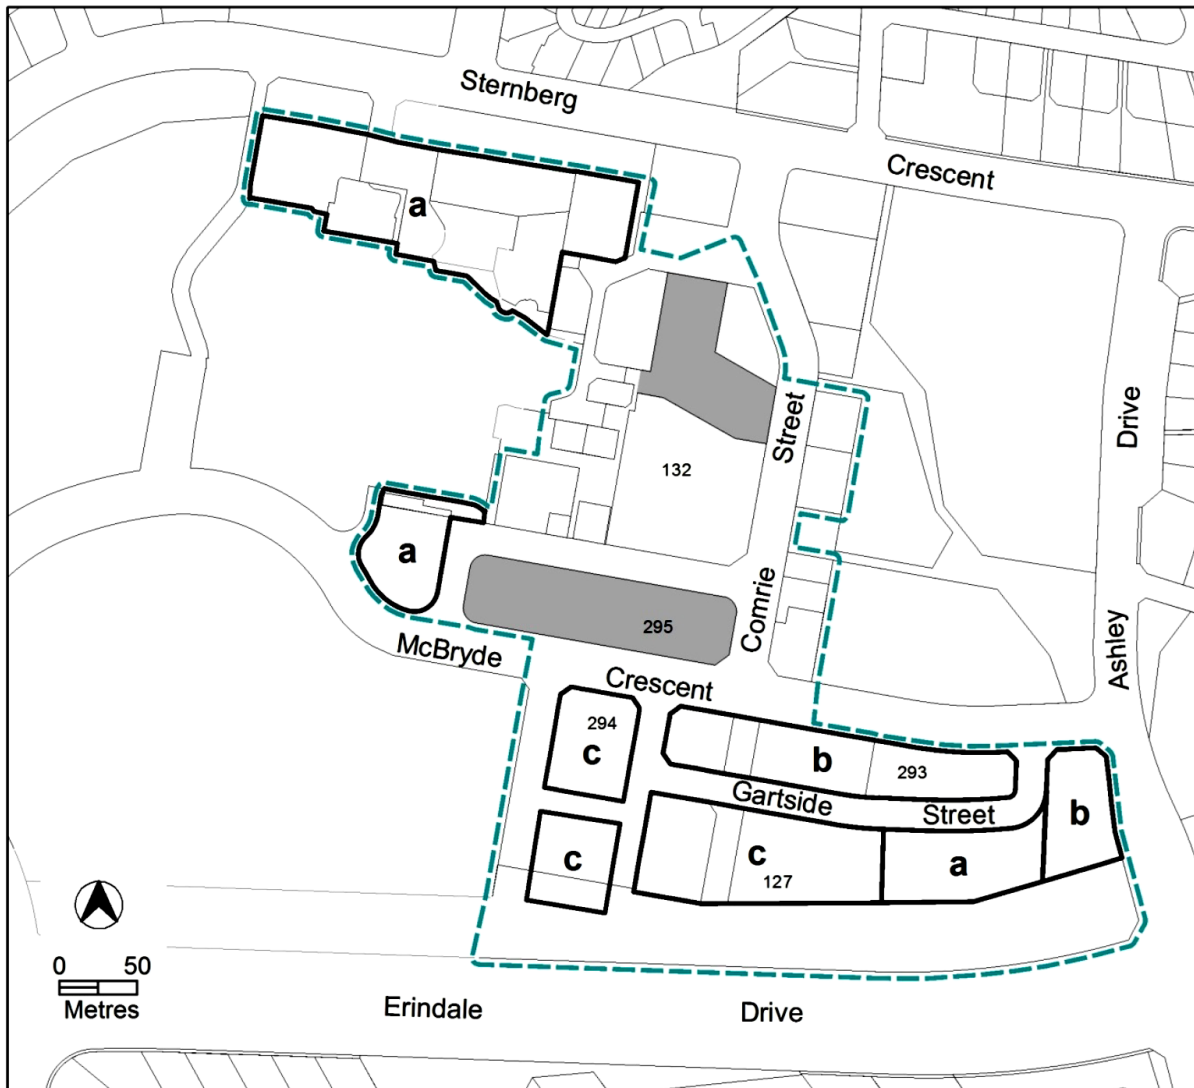 Sternberg
Crescent
a
Drive
Street
132
a
Comrie
295
McBryde
Crescent
Ashley
294
c
b
293
Gartside
Street
b
c
c
127
a
0 50
Metres
Erindale
Drive